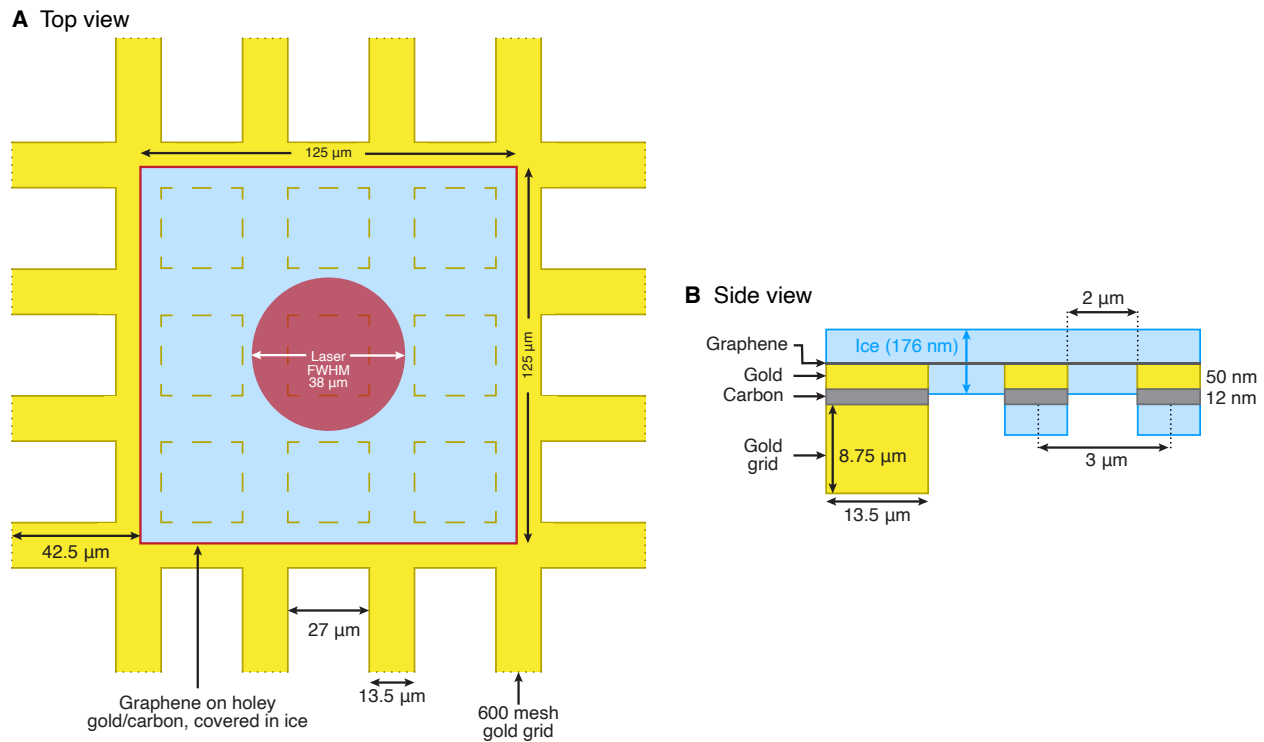 A Top view
125 µm
125 µm
Laser
FWHM
38 µm
42.5 µm
27 µm
13.5 µm
Graphene on holey
gold/carbon, covered in ice
600 mesh
gold grid
B Side view
2 µm
Graphene
Ice (176 nm)
Gold
50 nm
Carbon
12 nm
Gold
grid
8.75 µm
3 µm
13.5 µm